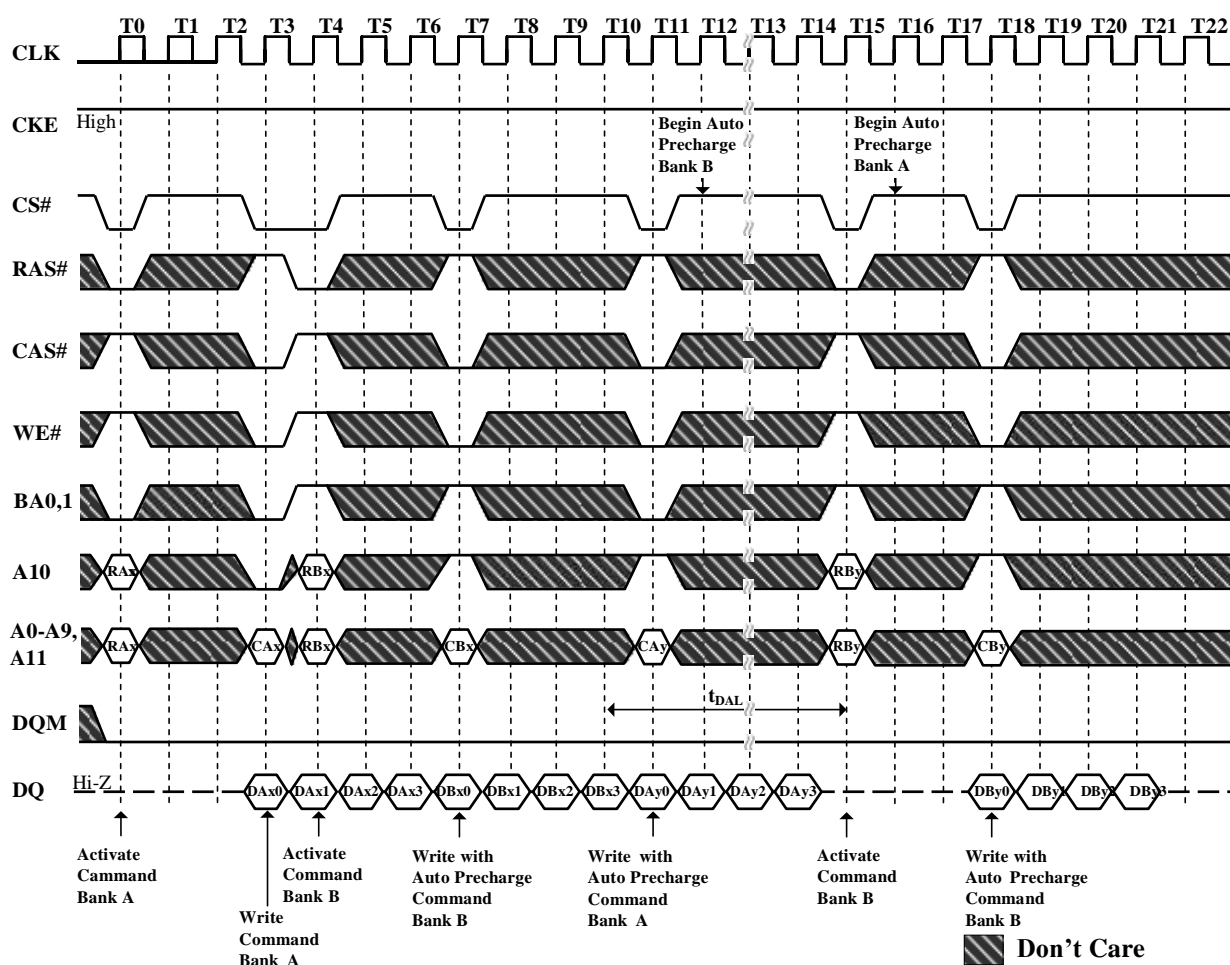 T0 T1 T2 T3 T4 T5 T6 T7 T8 T9 T10 T11 T12 T13 T14 T15 T16 T17 T18 T19 T20 T21 T22
CLK
CKE High
Begin Auto
Precharge
Bank B
Begin Auto
Precharge
Bank A
CS#
RAS#
CAS#
WE#
BA0,1
A10 RAx RBx RBy
A0-A9,
A11
RAx CAx RBx CBx CAy RBy CBy
tDAL
DQM
DQ Hi-Z DAx0 DAx1 DAx2 DAx3 DBx0 DBx1 DBx2 DBx3 DAy0 DAy1 DAy2 DAy3 DBy0 DBy1 DBy2 DBy3
Activate
Cammand
Bank A
Write
Command
Bank A
Activate
Command
Bank B
Write with
Auto Precharge
Command
Bank B
Write with
Auto Precharge
Command
Bank A
Activate
Command
Bank B
Write with
Auto Precharge
Command
Bank B
Don't Care